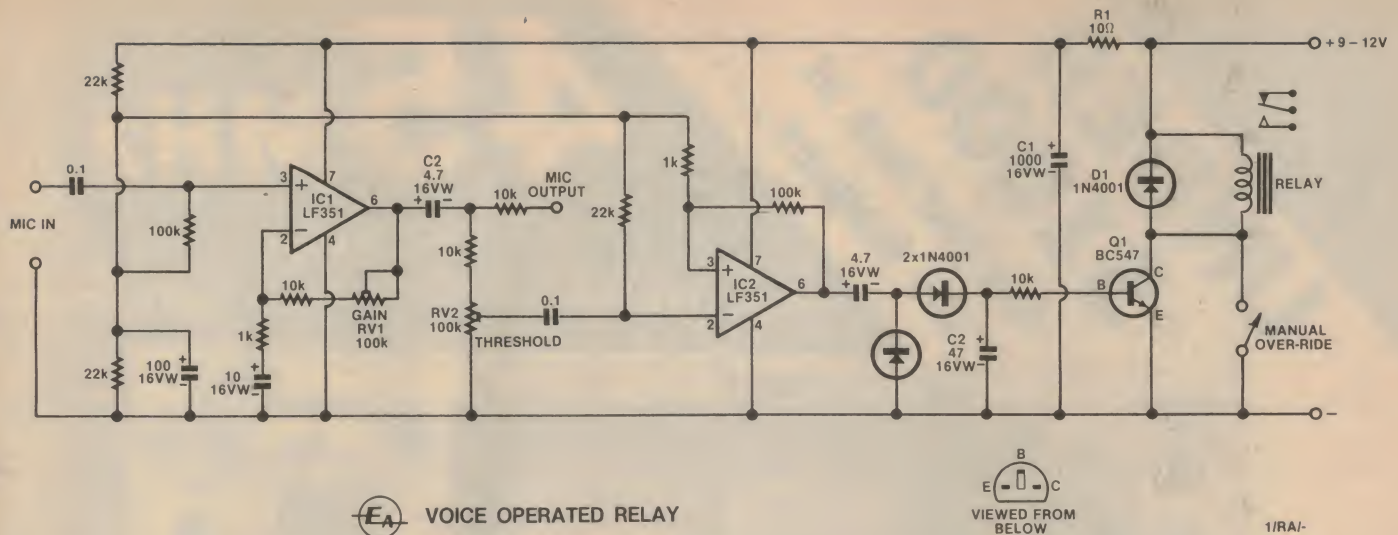 R1
10Ω
+ 9 – 12V
22k
0.1
MIC IN
100k
3
+
IC1
LF351
2
–
7
6
4
C2
4.7
16VW
+
–
10k
MIC
OUTPUT
10k
GAIN
RV1
100k
1k
22k
100
16VW
+
–
10
16VW
+
–
10k
RV2
100k
THRESHOLD
0.1
22k
1k
100k
3
+
IC2
LF351
2
–
7
6
4
4.7
16VW
+
–
2x1N4001
C2
47
16VW
+
–
10k
C1
1000
16VW
+
–
D1
1N4001
RELAY
Q1
BC547
B
C
E
MANUAL
OVER-RIDE
–
EA VOICE OPERATED RELAY
B
E C
VIEWED FROM
BELOW
1/RA/-